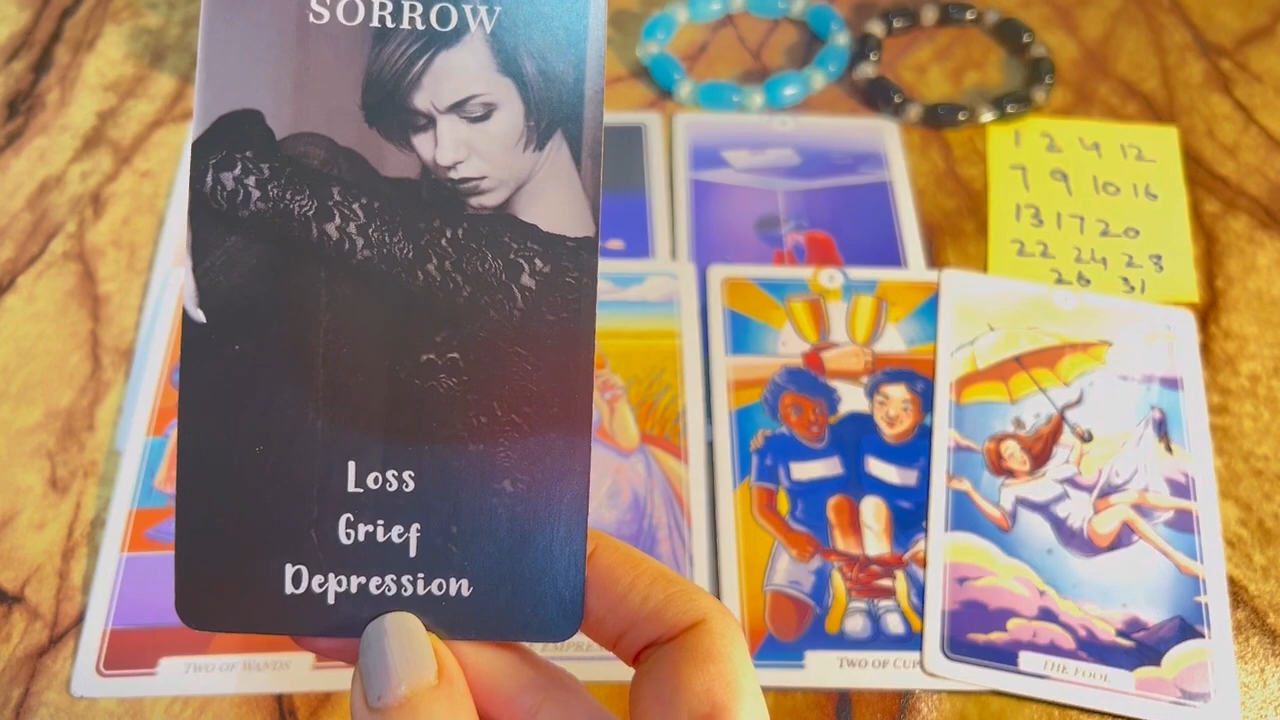 SORROW
Loss
Grief
Depression
1 2 4 12
7 9 10 16
13 17 20
22 24 28
26 31
TWO OF WANDS
EMPRE
TWO OF CUP
THE FOOL